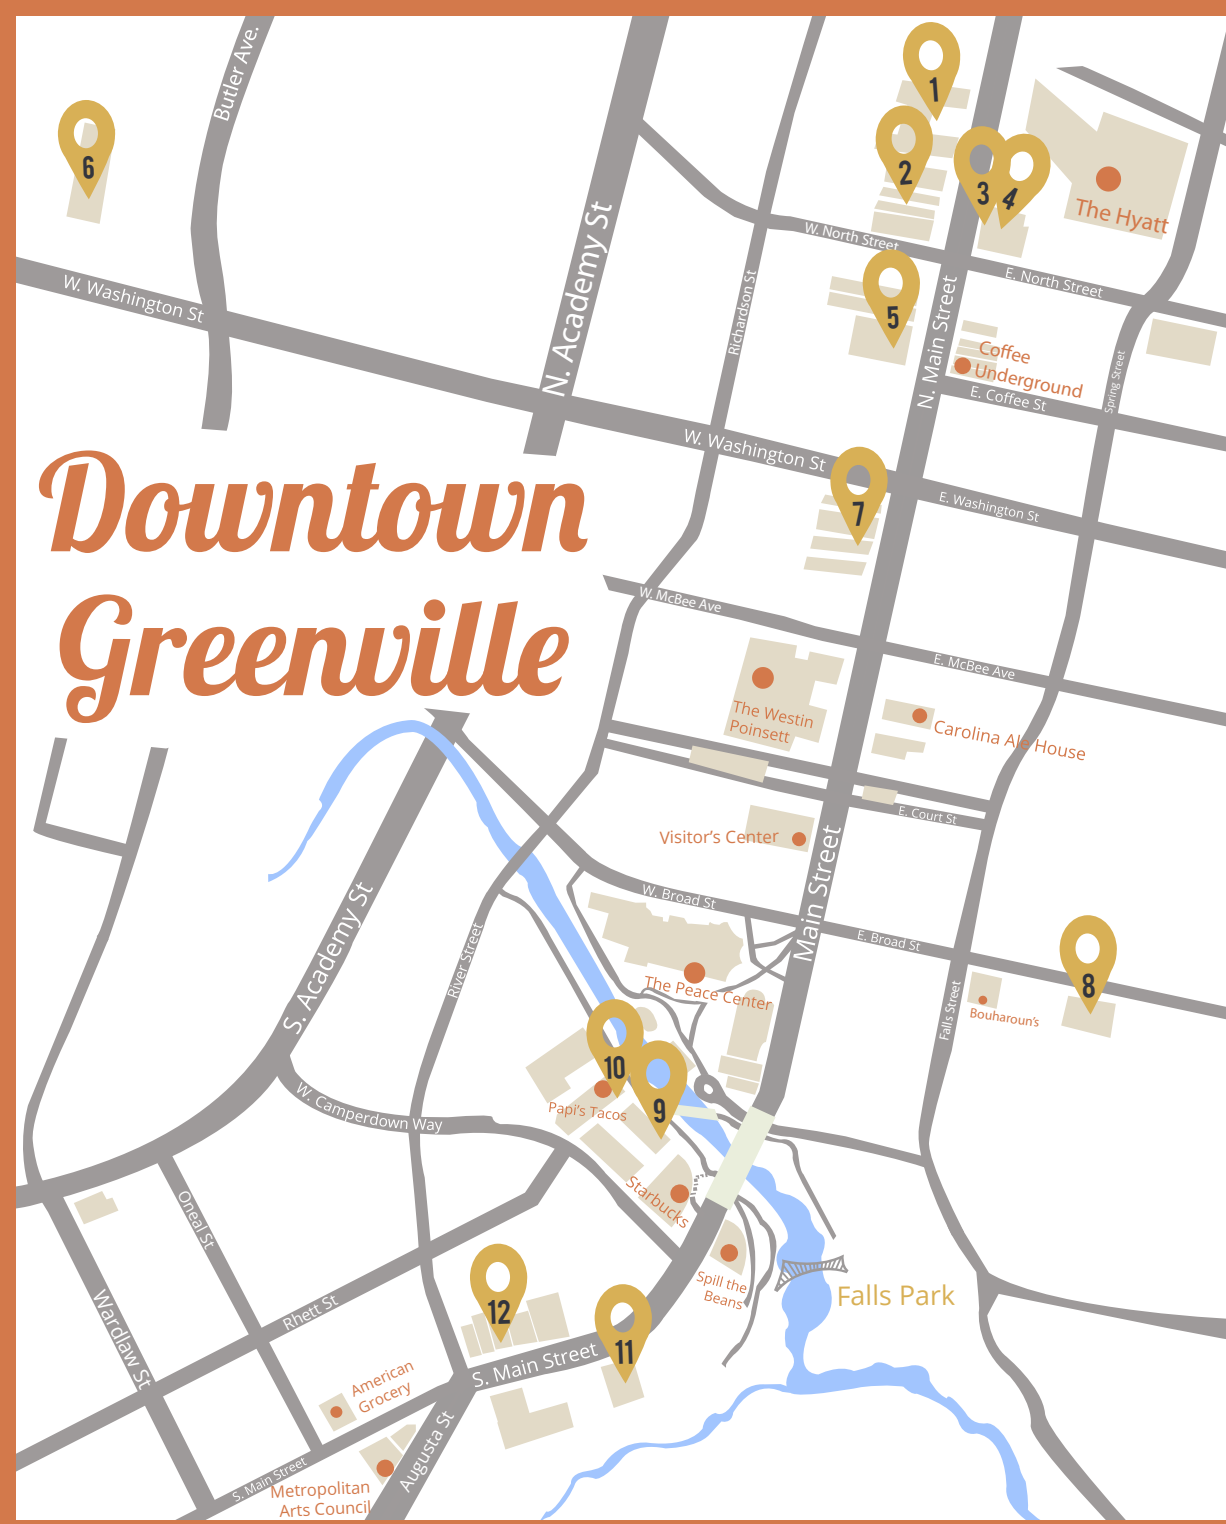 Butler Ave.
1
6
2
3
4
The Hyatt
W. North Street
N. Academy St
E. North Street
W. Washington St
Richardson St
5
N. Main Street
Coffee
Underground
E. Coffee St
Spring Street
W. Washington St
7
E. Washington St
Downtown
Greenville
W. McBee Ave
E. McBee Ave
The Westin
Poinsett
Carolina Ale House
E. Court St
Visitor's Center
Main Street
W. Broad St
E. Broad St
S. Academy St
River Street
The Peace Center
8
Falls Street
Bouharoun's
10
9
Papi's Tacos
W. Camperdown Way
Starbucks
Oneal St
Spill the
Beans
Falls Park
12
11
Rhett St
Wardlaw St
S. Main Street
American
Grocery
Augusta St
S. Main Street
Metropolitan
Arts Council